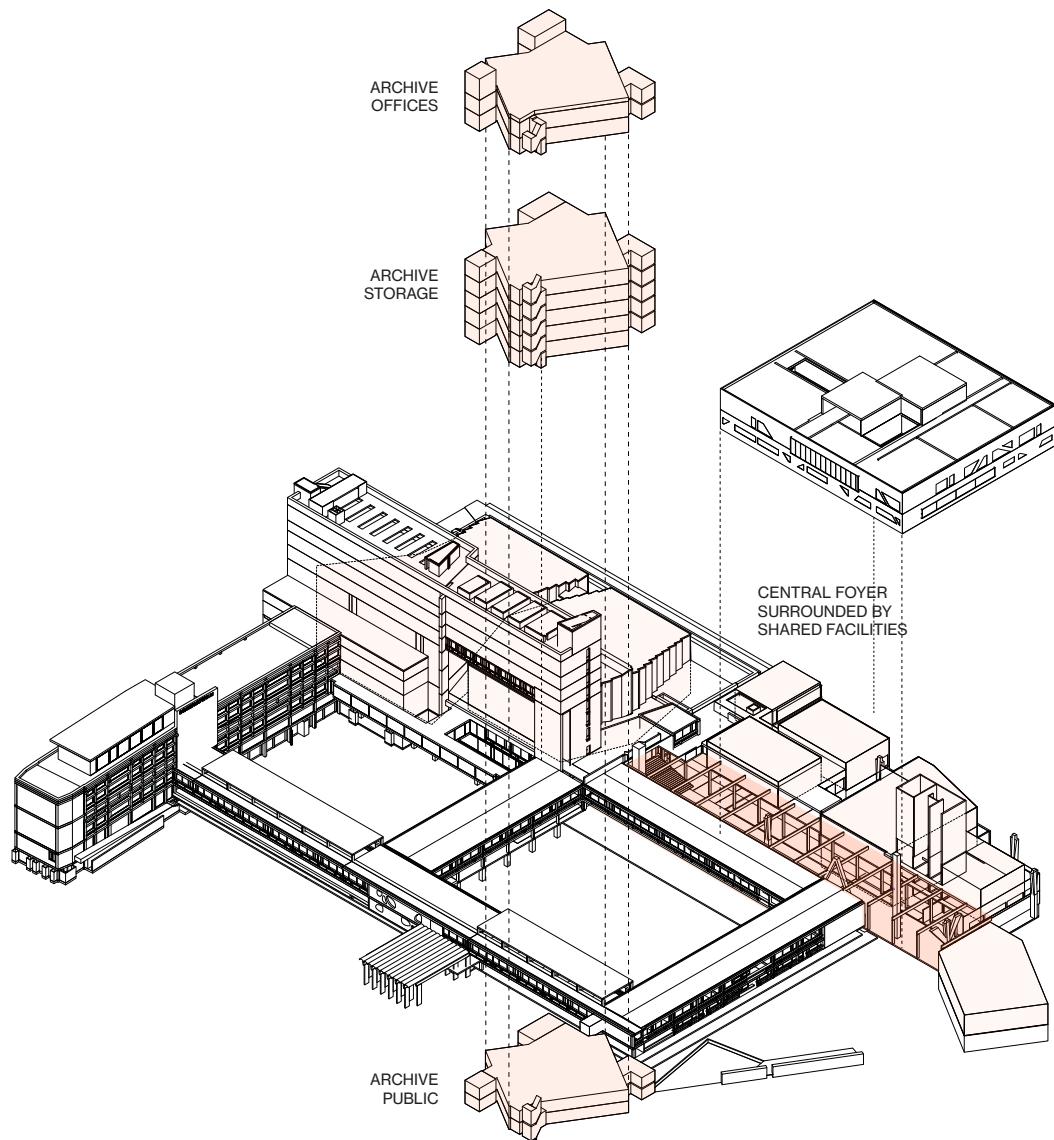 ARCHIVE
OFFICES
ARCHIVE
STORAGE
CENTRAL FOYER
SURROUNDED BY
SHARED FACILITIES
ARCHIVE
PUBLIC